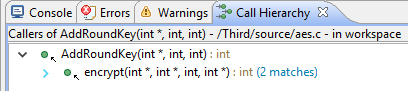 Console Errors Warnings Call Hierarchy
Callers of AddRoundKey(int *, int, int) - /Third/source/aes.c - in workspace
AddRoundKey(int *, int, int) : int
encrypt(int *, int *, int, int *) : int (2 matches)